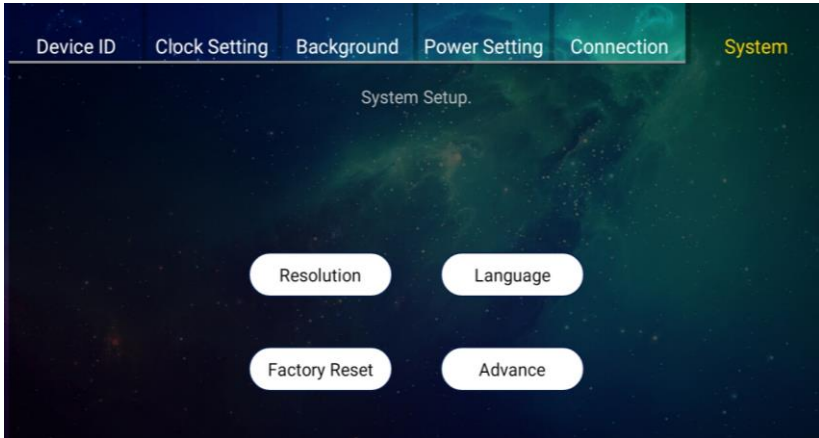 Device ID Clock Setting Background Power Setting Connection System
System Setup.
Resolution Language
Factory Reset Advance